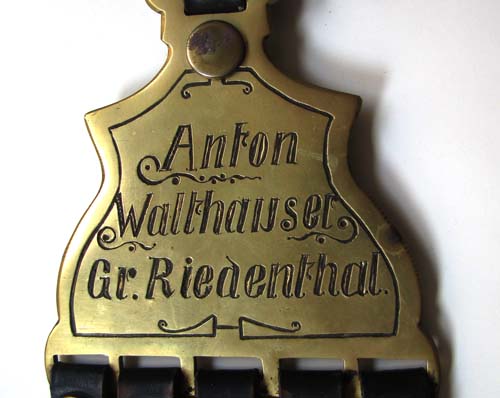 Anton
Walthauser
Gr. Riedenthal.